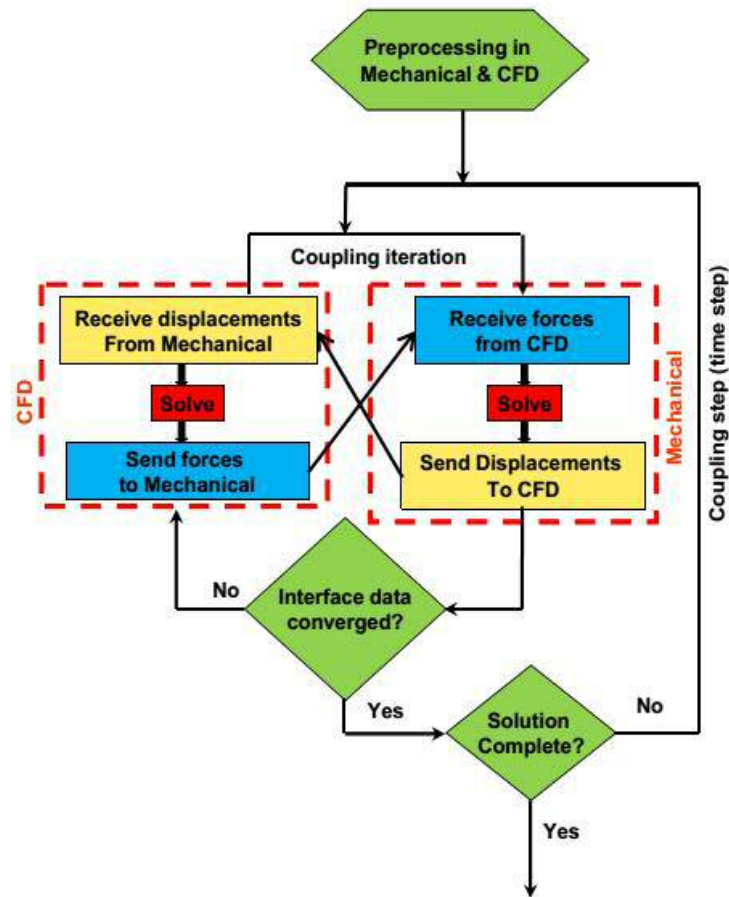 Preprocessing in
Mechanical & CFD
Coupling iteration
CFD
Receive displacements
From Mechanical
Solve
Send forces
to Mechanical
Receive forces
from CFD
Solve
Send Displacements
To CFD
Mechanical
Coupling step (time step)
No
Interface data
converged?
Yes
Solution
Complete?
No
Yes